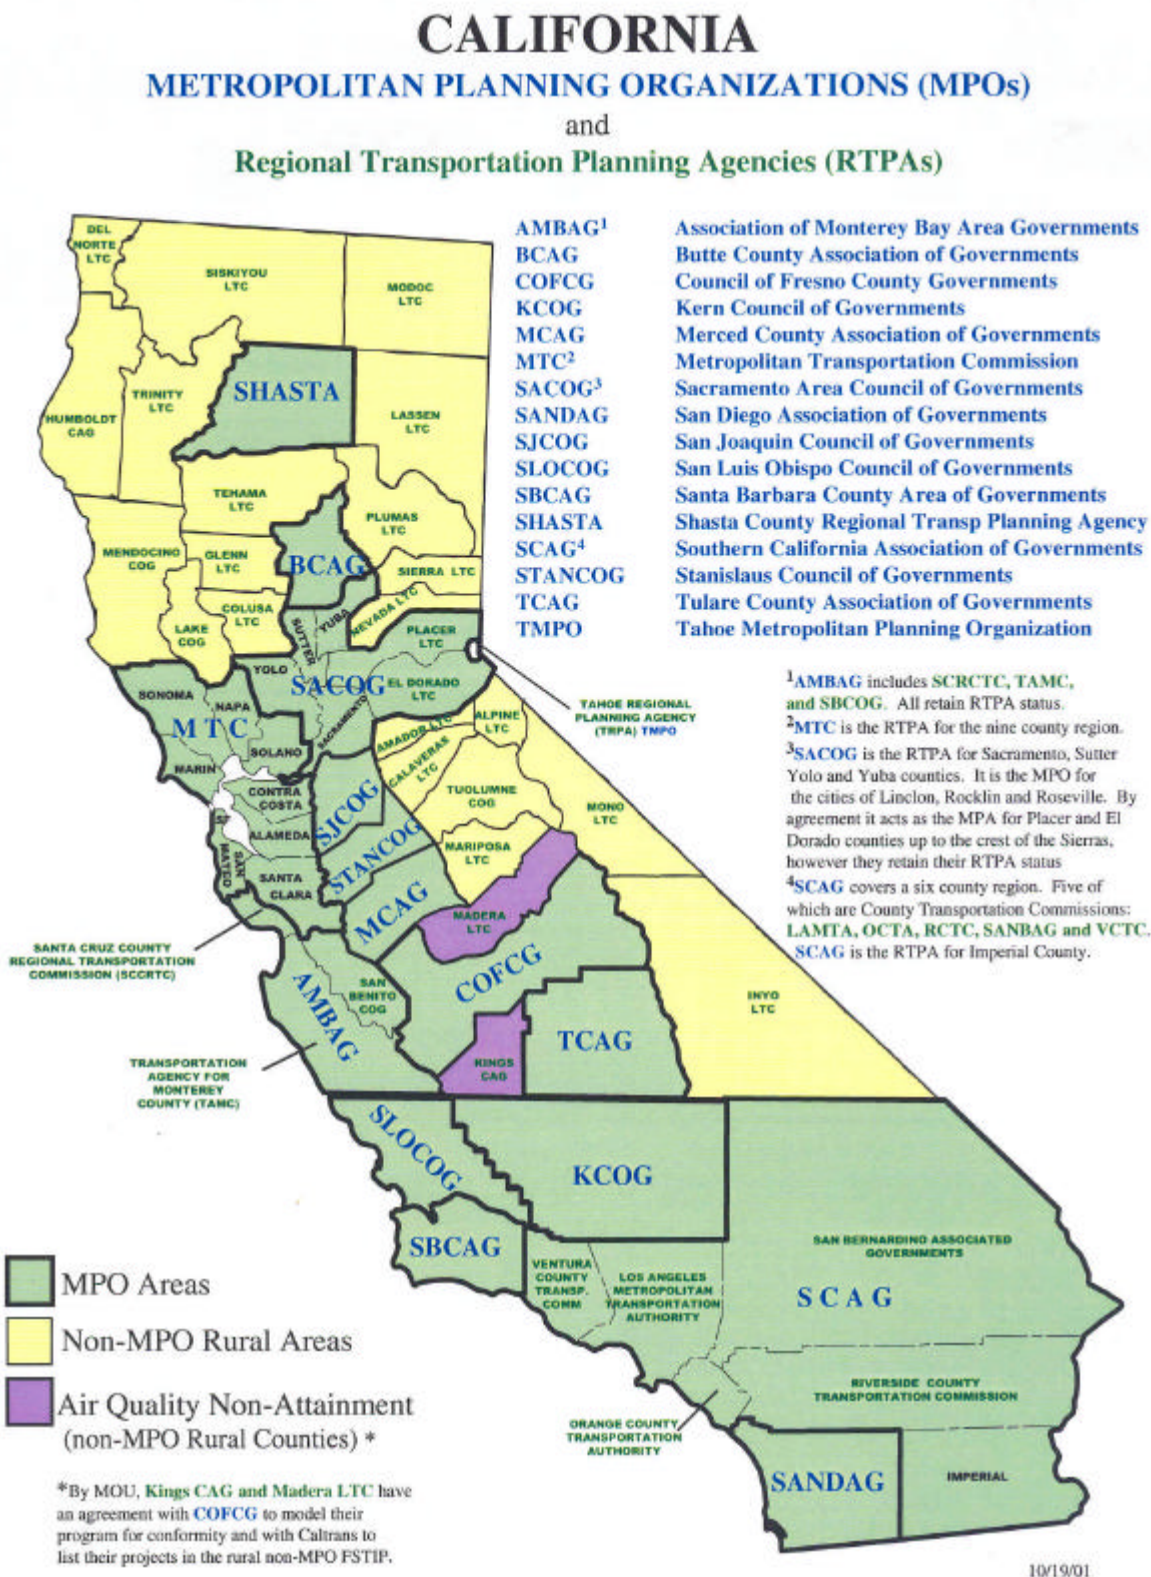 CALIFORNIA
METROPOLITAN PLANNING ORGANIZATIONS (MPOs)
and
Regional Transportation Planning Agencies (RTPAs)
AMBAG1 Association of Monterey Bay Area Governments
BCAG Butte County Association of Governments
COFCG Council of Fresno County Governments
KCOG Kern Council of Governments
MCAG Merced County Association of Governments
MTC2 Metropolitan Transportation Commission
SACOG3 Sacramento Area Council of Governments
SANDAG San Diego Association of Governments
SJCOG San Joaquin Council of Governments
SLOCOG San Luis Obispo Council of Governments
SBCAG Santa Barbara County Area of Governments
SHASTA Shasta County Regional Transp Planning Agency
SCAG4 Southern California Association of Governments
STANCOG Stanislaus Council of Governments
TCAG Tulare County Association of Governments
TMPO Tahoe Metropolitan Planning Organization
DEL
NORTE
LTC
SISKIYOU
LTC
MODOC
LTC
HUMBOLDT
CAG
TRINITY
LTC
SHASTA
LASSEN
LTC
TEHAMA
LTC
PLUMAS
LTC
MENDOCINO
COG
GLENN
LTC
BCAG
SIERRA LTC
COLUSA
LTC
LAKE
COG
SUTTER
YUBA
NEVADA LTC
PLACER
LTC
YOLO
SACOG
EL DORADO
LTC
SACRAMENTO
SONOMA
NAPA
MTC
SOLANO
MARIN
CONTRA
COSTA
SF
ALAMEDA
SAN
MATEO
SANTA
CLARA
AMADOR LTC
ALPINE
LTC
CALAVERAS
LTC
TUOLUMNE
COG
MONO
LTC
MARIPOSA
LTC
SJCOG
STANCOG
MCAG
MADERA
LTC
COFCG
SAN
BENITO
COG
AMBAG
KINGS
CAG
TCAG
INYO
LTC
SLOCOG
KCOG
SBCAG
VENTURA
COUNTY
TRANSP.
COMM
LOS ANGELES
METROPOLITAN
TRANSPORTATION
AUTHORITY
SAN BERNARDINO ASSOCIATED
GOVERNMENTS
SCAG
RIVERSIDE COUNTY
TRANSPORTATION COMMISSION
ORANGE COUNTY
TRANSPORTATION
AUTHORITY
SANDAG
IMPERIAL
TAHOE REGIONAL
PLANNING AGENCY
(TRPA) TMPO
SANTA CRUZ COUNTY
REGIONAL TRANSPORTATION
COMMISSION (SCCRTC)
TRANSPORTATION
AGENCY FOR
MONTEREY
COUNTY (TAMC)
1AMBAG includes SCRCTC, TAMC,
and SBCOG. All retain RTPA status.
2MTC is the RTPA for the nine county region.
3SACOG is the RTPA for Sacramento, Sutter
Yolo and Yuba counties. It is the MPO for
the cities of Linclon, Rocklin and Roseville. By
agreement it acts as the MPA for Placer and El
Dorado counties up to the crest of the Sierras,
however they retain their RTPA status
4SCAG covers a six county region. Five of
which are County Transportation Commissions:
LAMTA, OCTA, RCTC, SANBAG and VCTC.
SCAG is the RTPA for Imperial County.
MPO Areas
Non-MPO Rural Areas
Air Quality Non-Attainment
(non-MPO Rural Counties) *
*By MOU, Kings CAG and Madera LTC have
an agreement with COFCG to model their
program for conformity and with Caltrans to
list their projects in the rural non-MPO FSTIP.
10/19/01